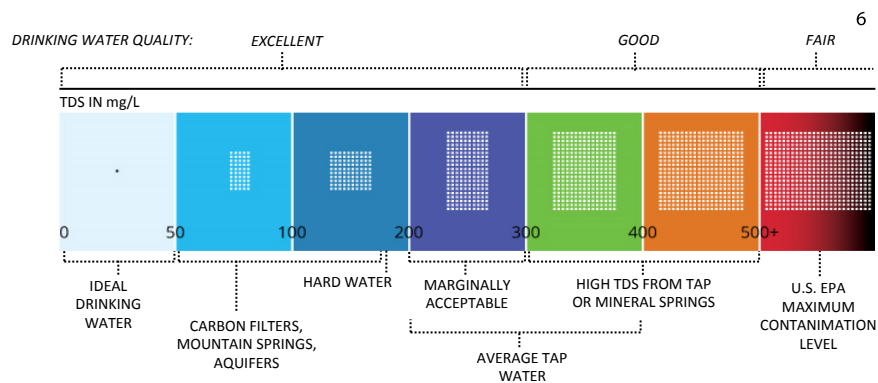 6
DRINKING WATER QUALITY: EXCELLENT GOOD FAIR
TDS IN mg/L
0 50 100 200 300 400 500+
IDEAL
DRINKING
WATER
CARBON FILTERS,
MOUNTAIN SPRINGS,
AQUIFERS
HARD WATER
MARGINALLY
ACCEPTABLE
AVERAGE TAP
WATER
HIGH TDS FROM TAP
OR MINERAL SPRINGS
U.S. EPA
MAXIMUM
CONTANIMATION
LEVEL